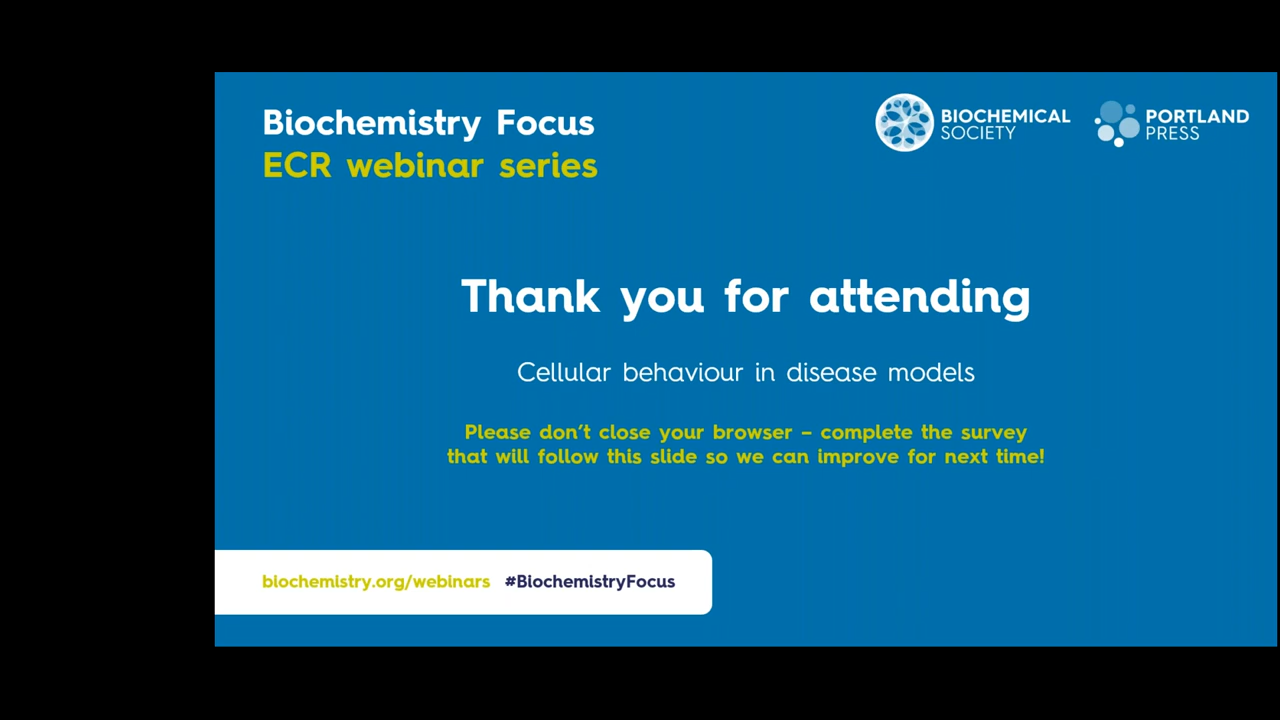 Biochemistry Focus
ECR webinar series
BIOCHEMICAL
SOCIETY
PORTLAND
PRESS
Thank you for attending
Cellular behaviour in disease models
Please don’t close your browser – complete the survey
that will follow this slide so we can improve for next time!
biochemistry.org/webinars #BiochemistryFocus